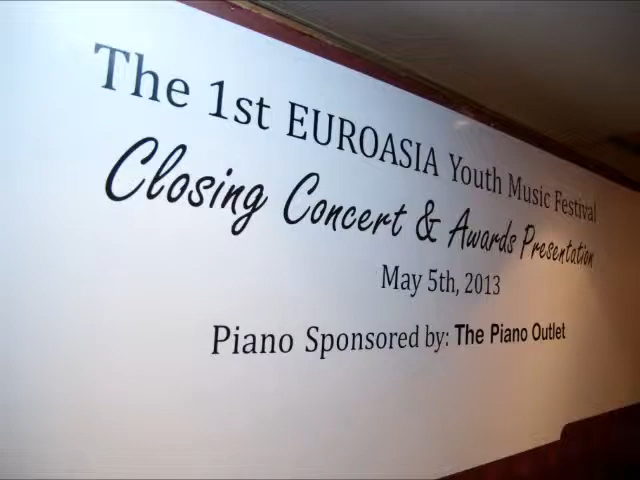 The 1st EUROASIA Youth Music Festival
Closing Concert & Awards Presentation
May 5th, 2013
Piano Sponsored by: The Piano Outlet